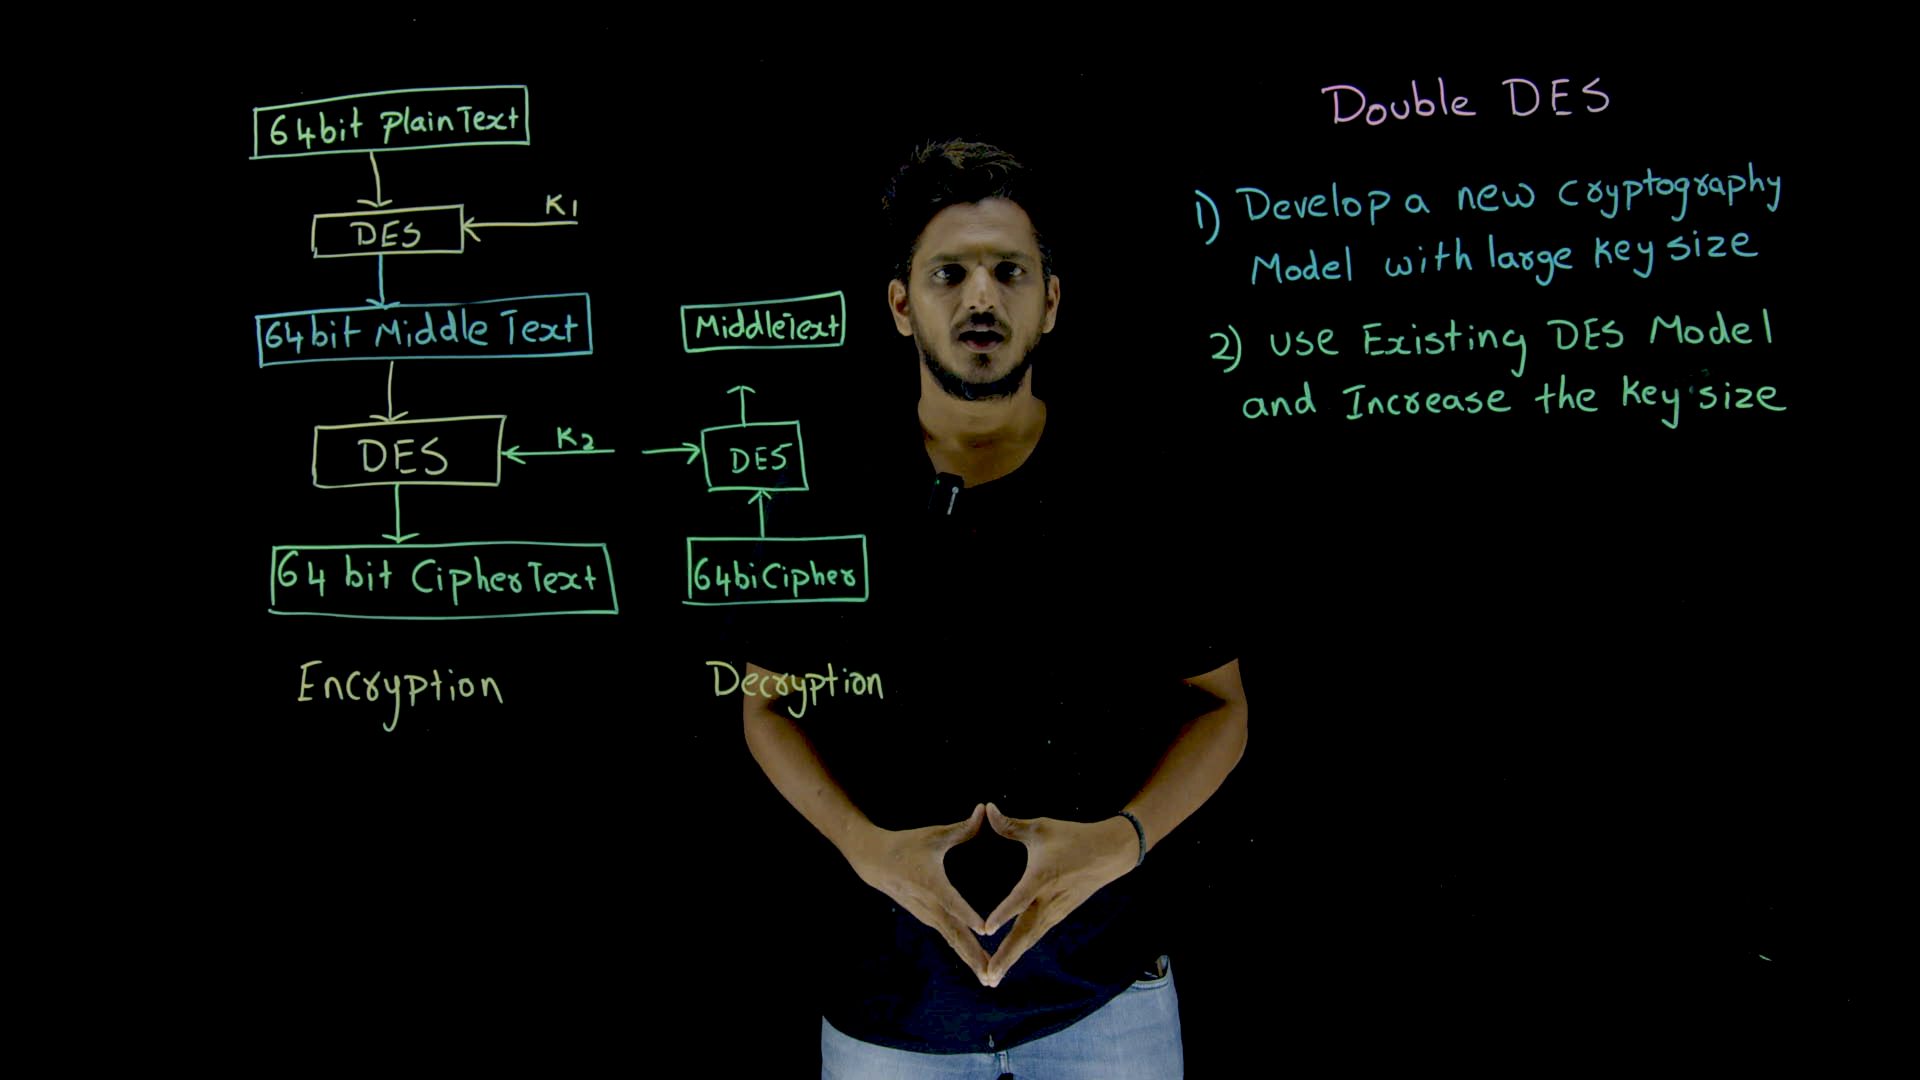 64bit PlainText
K1
DES
64bit Middle Text
K2
DES
64 bit CipherText
Encryption
MiddleText
DES
64biCipher
Decryption
Double DES
1) Develop a new cryptography
Model with large key size
2) Use Existing DES Model
and Increase the key size